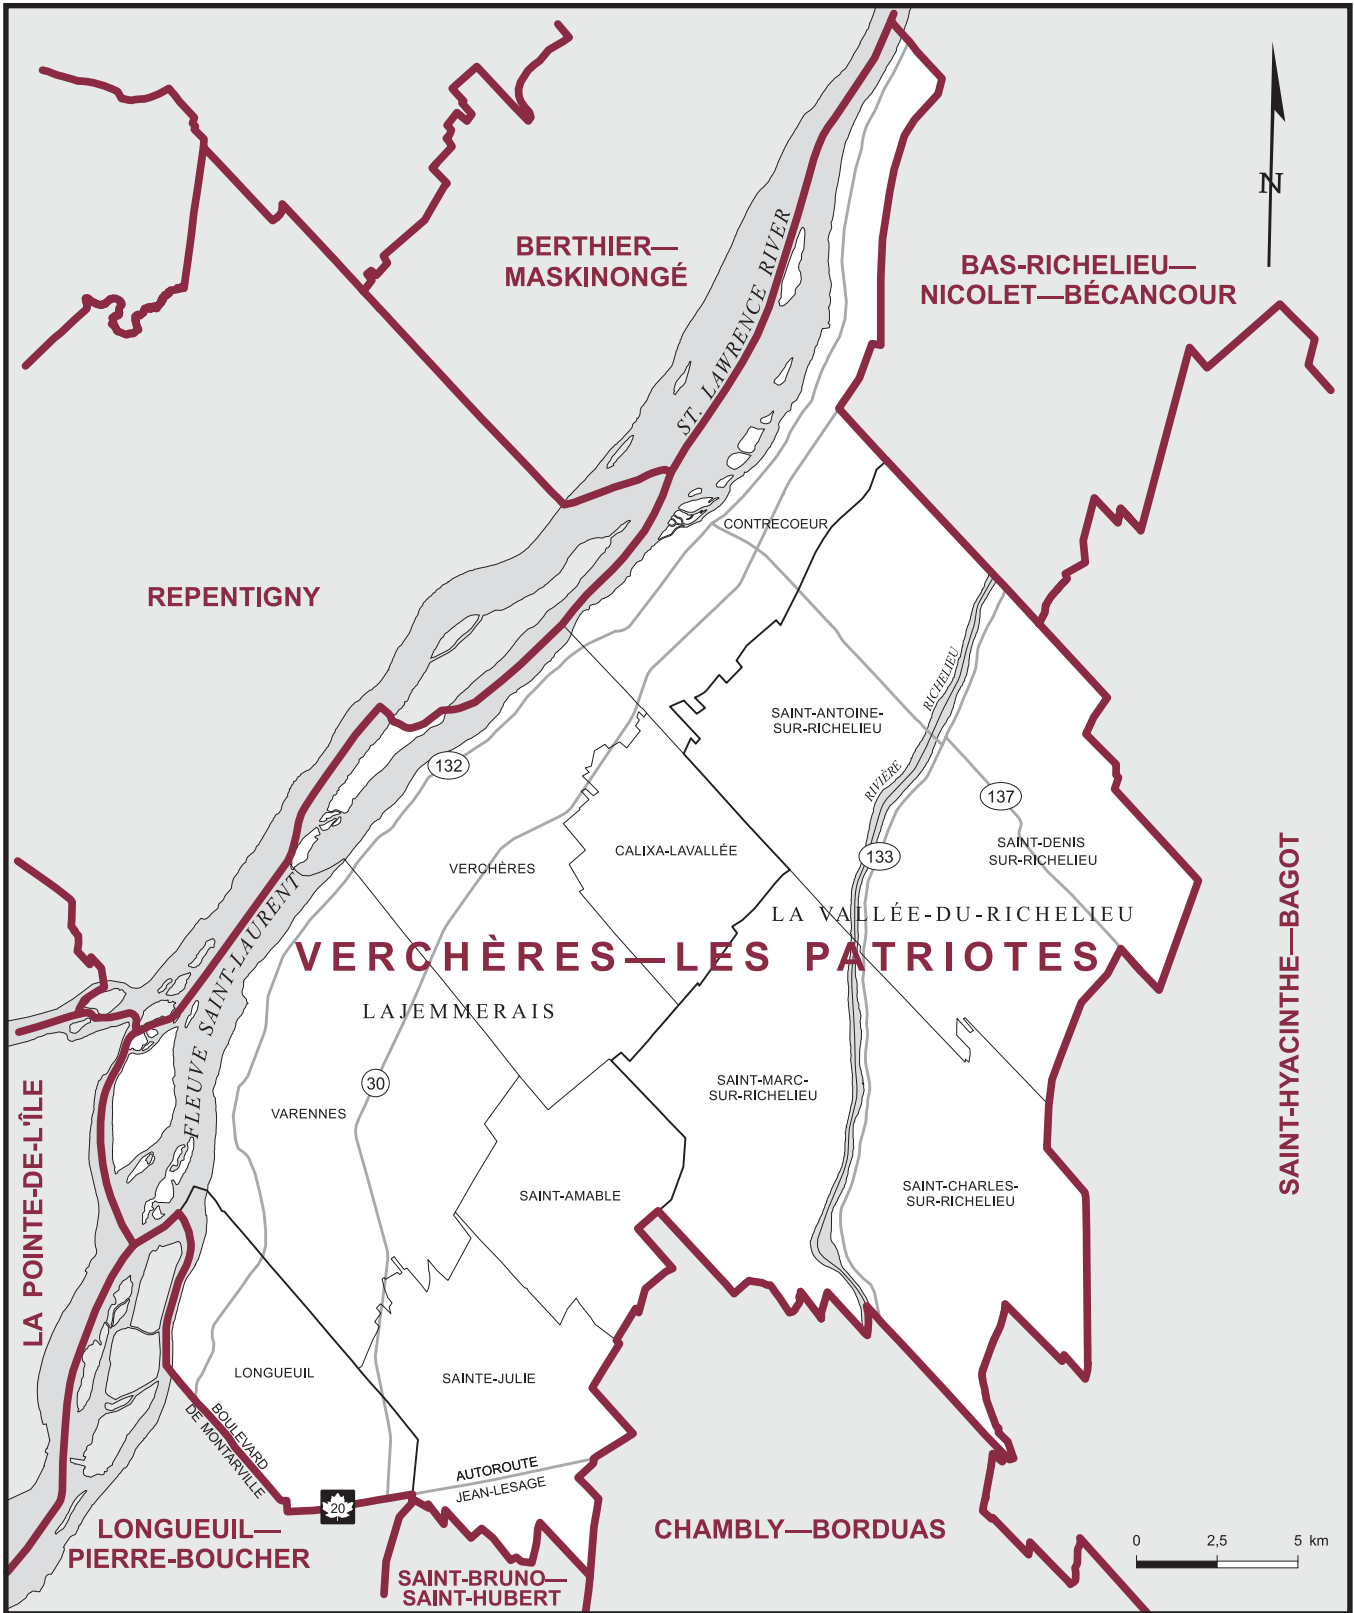 N
BERTHIER—
MASKINONGÉ
BAS-RICHELIEU—
NICOLET—BÉCANCOUR
ST. LAWRENCE RIVER
CONTRECOEUR
REPENTIGNY
RICHELIEU
SAINT-ANTOINE-
SUR-RICHELIEU
RIVIÈRE
132
137
133
SAINT-DENIS
SUR-RICHELIEU
CALIXA-LAVALLÉE
VERCHÈRES
LA VALLÉE-DU-RICHELIEU
VERCHÈRES—LES PATRIOTES
FLEUVE SAINT-LAURENT
LAJEMMERAIS
SAINT-HYACINTHE—BAGOT
30
VARENNES
SAINT-MARC-
SUR-RICHELIEU
LA POINTE-DE-L'ÎLE
SAINT-AMABLE
SAINT-CHARLES-
SUR-RICHELIEU
LONGUEUIL
SAINTE-JULIE
BOULEVARD
DE MONTARVILLE
AUTOROUTE
JEAN-LESAGE
20
LONGUEUIL—
PIERRE-BOUCHER
CHAMBLY—BORDUAS
SAINT-BRUNO—
SAINT-HUBERT
0 2,5 5 km